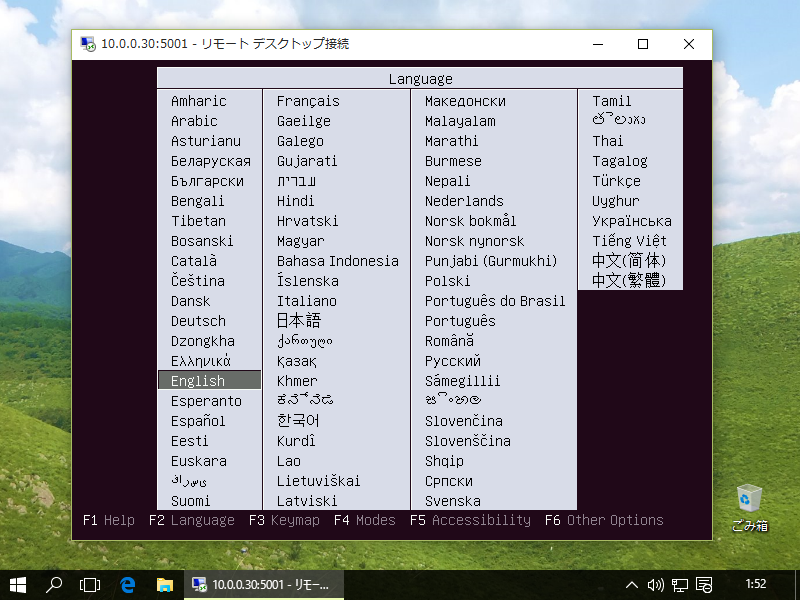 10.0.0.30:5001 - リモート デスクトップ接続
Language
Amharic
Arabic
Asturianu
Беларуская
Български
Bengali
Tibetan
Bosanski
Català
Čeština
Dansk
Deutsch
Dzongkha
Ελληνικά
English
Esperanto
Español
Eesti
Euskara
ىسراف
Suomi
Français
Gaeilge
Galego
Gujarati
עברית
Hindi
Hrvatski
Magyar
Bahasa Indonesia
Íslenska
Italiano
日本語
ქართული
Қазақ
Khmer
ಕನ್ನಡ
한국어
Kurdî
Lao
Lietuviškai
Latviski
Македонски
Malayalam
Marathi
Burmese
Nepali
Nederlands
Norsk bokmål
Norsk nynorsk
Punjabi (Gurmukhi)
Polski
Português do Brasil
Português
Română
Русский
Sámegillii
සිංහල
Slovenčina
Slovenščina
Shqip
Српски
Svenska
Tamil
తెలుగు
Thai
Tagalog
Türkçe
Uyghur
Українська
Tiếng Việt
中文(简体)
中文(繁體)
F1 Help F2 Language F3 Keymap F4 Modes F5 Accessibility F6 Other Options
ごみ箱
10.0.0.30:5001 - リモー...
1:52